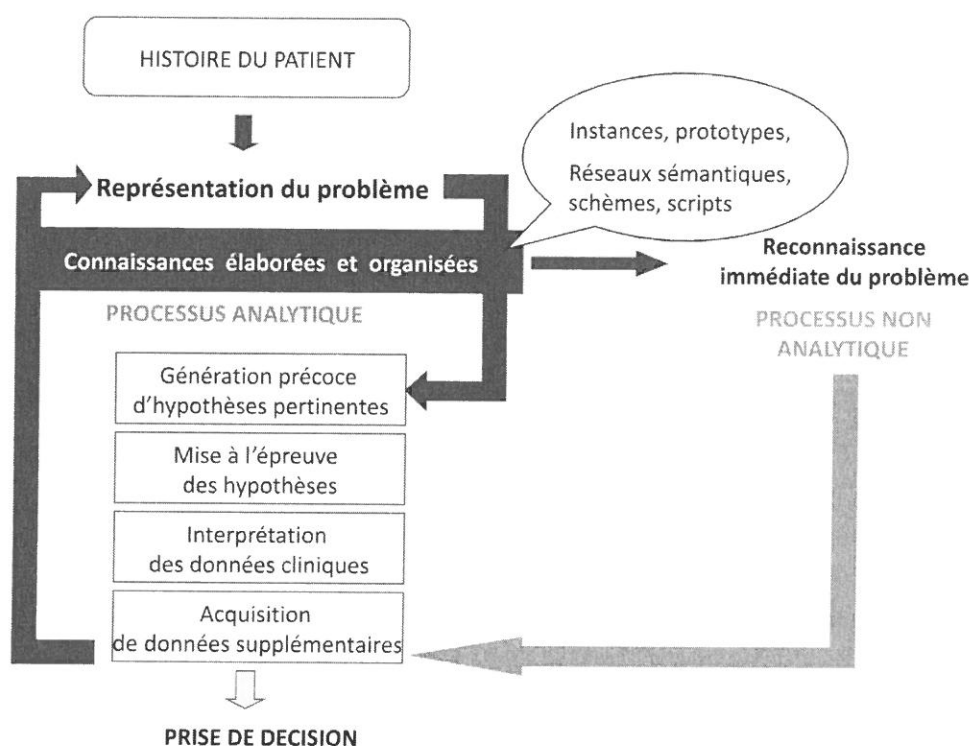 HISTOIRE DU PATIENT
Instances, prototypes,
Réseaux sémantiques,
schèmes, scripts
Représentation du problème
Connaissances élaborées et organisées
Reconnaissance
immédiate du problème
PROCESSUS ANALYTIQUE
PROCESSUS NON
ANALYTIQUE
Génération précoce
d'hypothèses pertinentes
Mise à l'épreuve
des hypothèses
Interprétation
des données cliniques
Acquisition
de données supplémentaires
PRISE DE DECISION